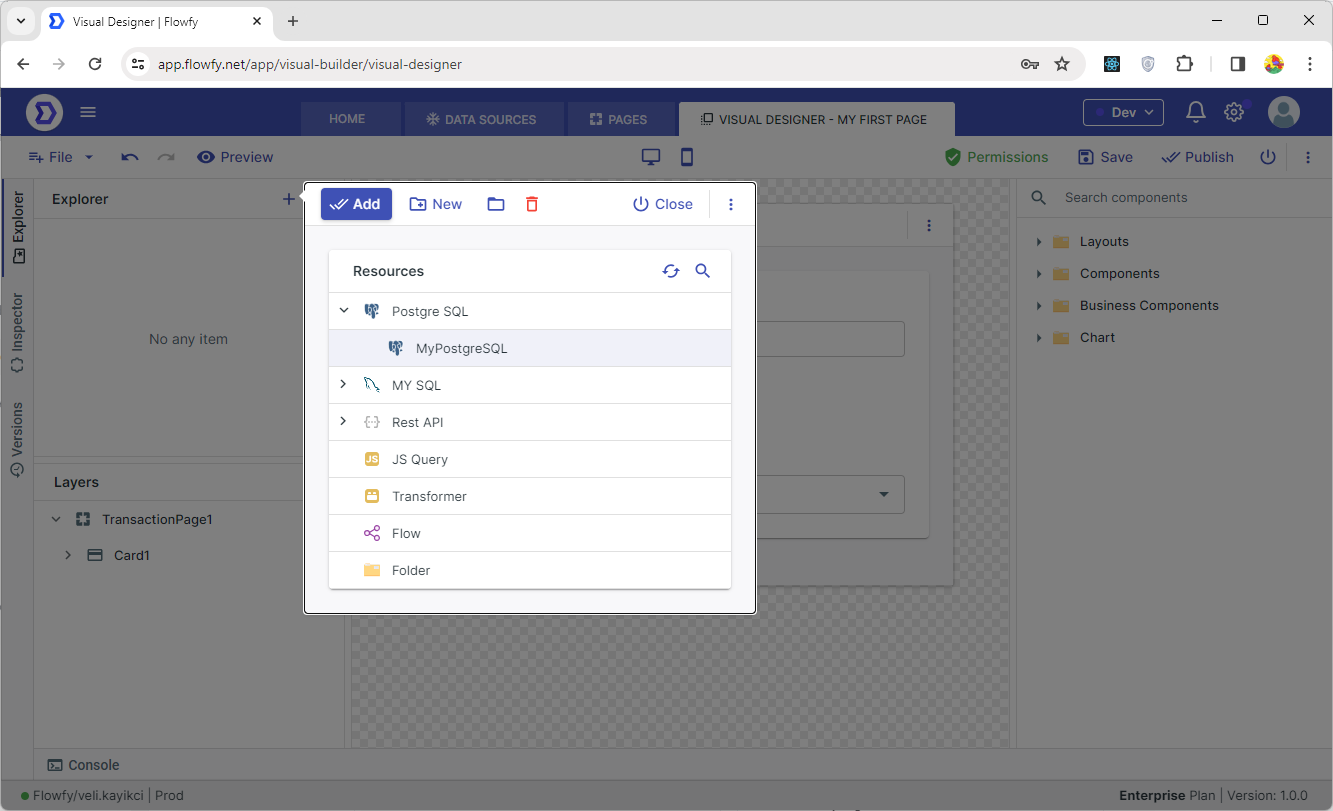 Visual Designer | Flowfy
app.flowfy.net/app/visual-builder/visual-designer
HOME
DATA SOURCES
PAGES
VISUAL DESIGNER - MY FIRST PAGE
Dev
File
Preview
Permissions
Save
Publish
Explorer
Inspector
Versions
Explorer
No any item
Layers
TransactionPage1
Card1
Add
New
Close
Resources
Postgre SQL
MyPostgreSQL
MY SQL
Rest API
JS
JS Query
Transformer
Flow
Folder
Search components
Layouts
Components
Business Components
Chart
Console
Flowfy/veli.kayikci | Prod
Enterprise Plan | Version: 1.0.0